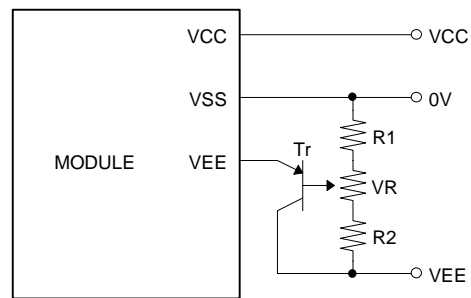 VCC
VCC
VSS
0V
R1
Tr
MODULE
VEE
VR
R2
VEE